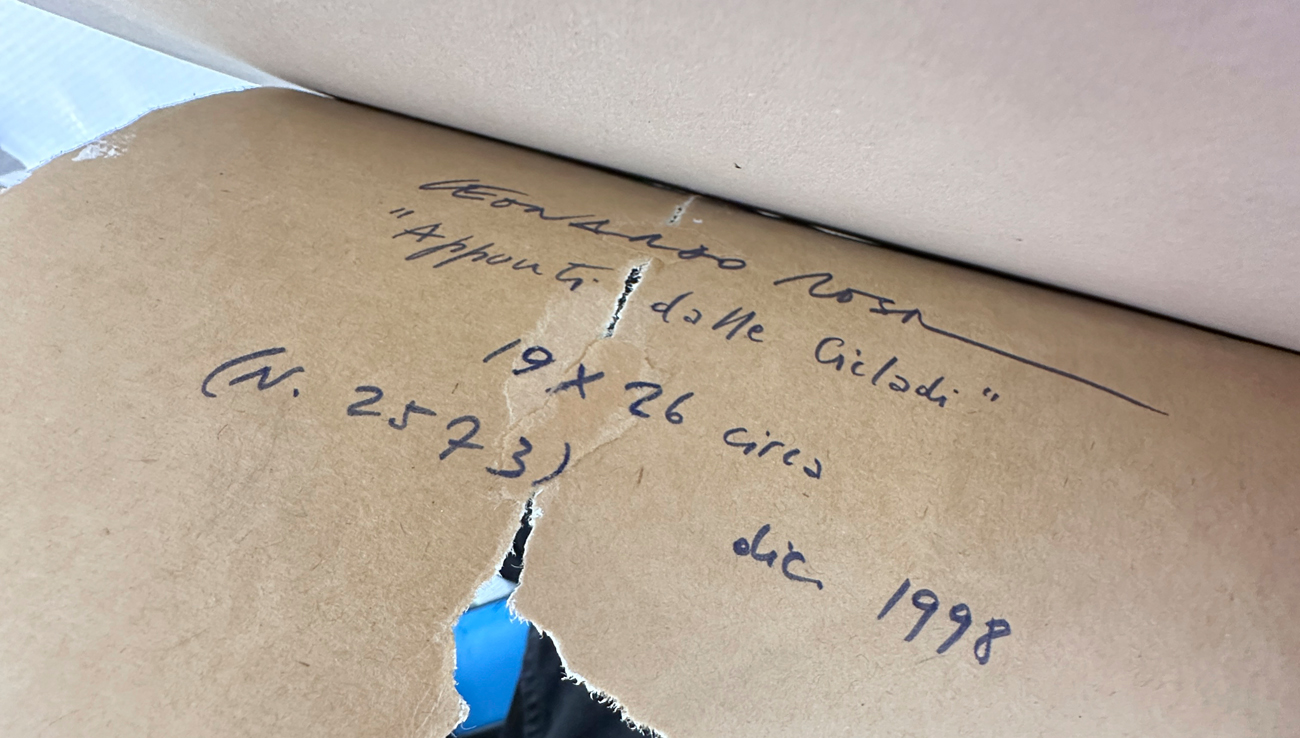 LEONARDO ROSA
"Appunti dalle Cicladi"
19 X 26 circa
(N. 2573)
dic. 1998